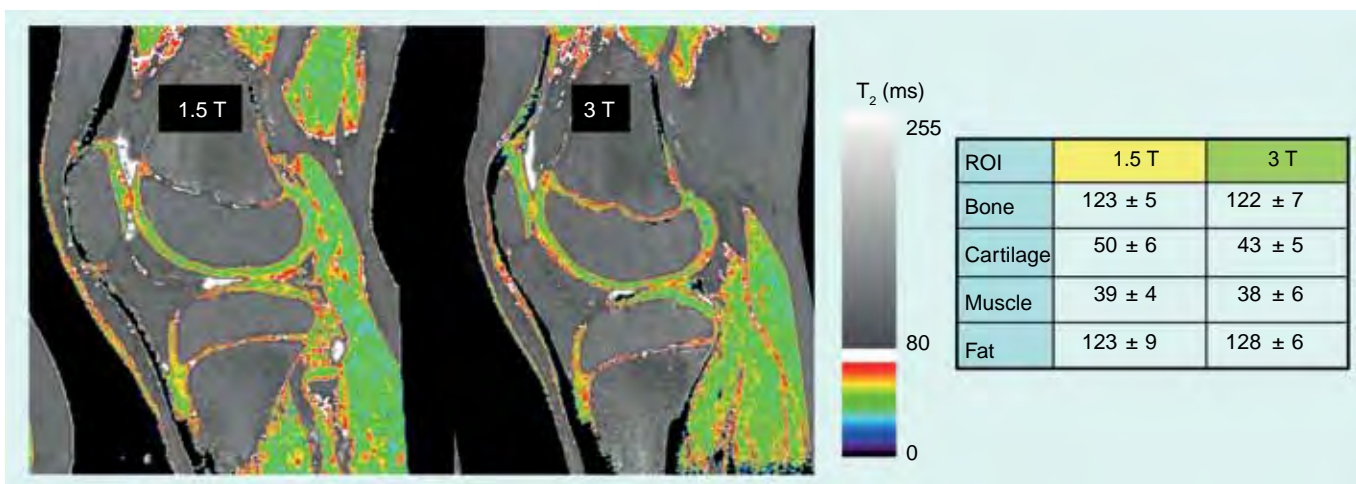 1.5 T
3 T
T2 (ms)
255
80
0
ROI 1.5 T 3 T
Bone 123 ± 5 122 ± 7
Cartilage 50 ± 6 43 ± 5
Muscle 39 ± 4 38 ± 6
Fat 123 ± 9 128 ± 6